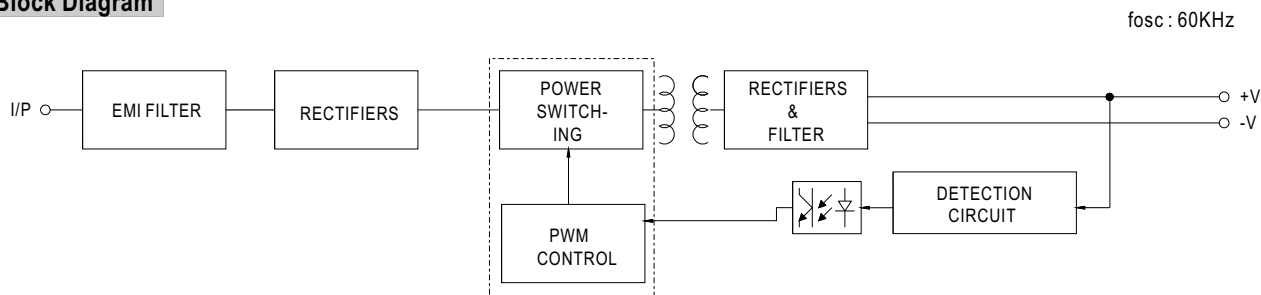 Block Diagram
fosc : 60KHz
I/P
EMI FILTER
RECTIFIERS
POWER
SWITCH-
ING
RECTIFIERS
&
FILTER
+V
-V
DETECTION
CIRCUIT
PWM
CONTROL